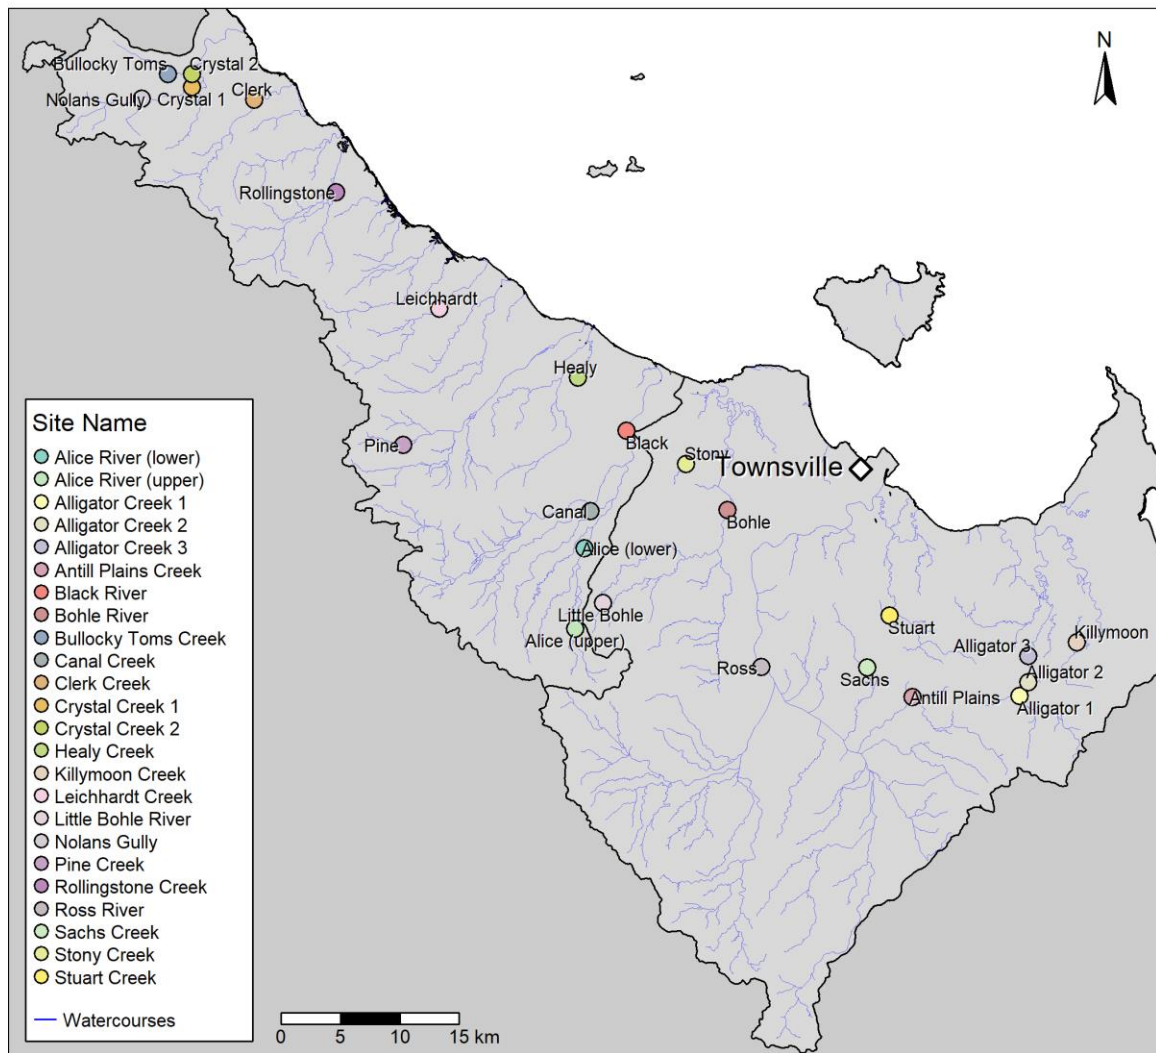 N
Bullocky Toms
Crystal 2
Nolans Gully
Crystal 1
Clerk
Rollingstone
Leichhardt
Healy
Pine
Black
Stony
Townsville
Canal
Bohle
Alice (lower)
Little Bohle
Alice (upper)
Stuart
Killymoon
Alligator 3
Ross
Sachs
Alligator 2
Antill Plains
Alligator 1
Site Name
Alice River (lower)
Alice River (upper)
Alligator Creek 1
Alligator Creek 2
Alligator Creek 3
Antill Plains Creek
Black River
Bohle River
Bullocky Toms Creek
Canal Creek
Clerk Creek
Crystal Creek 1
Crystal Creek 2
Healy Creek
Killymoon Creek
Leichhardt Creek
Little Bohle River
Nolans Gully
Pine Creek
Rollingstone Creek
Ross River
Sachs Creek
Stony Creek
Stuart Creek
Watercourses
0 5 10 15 km